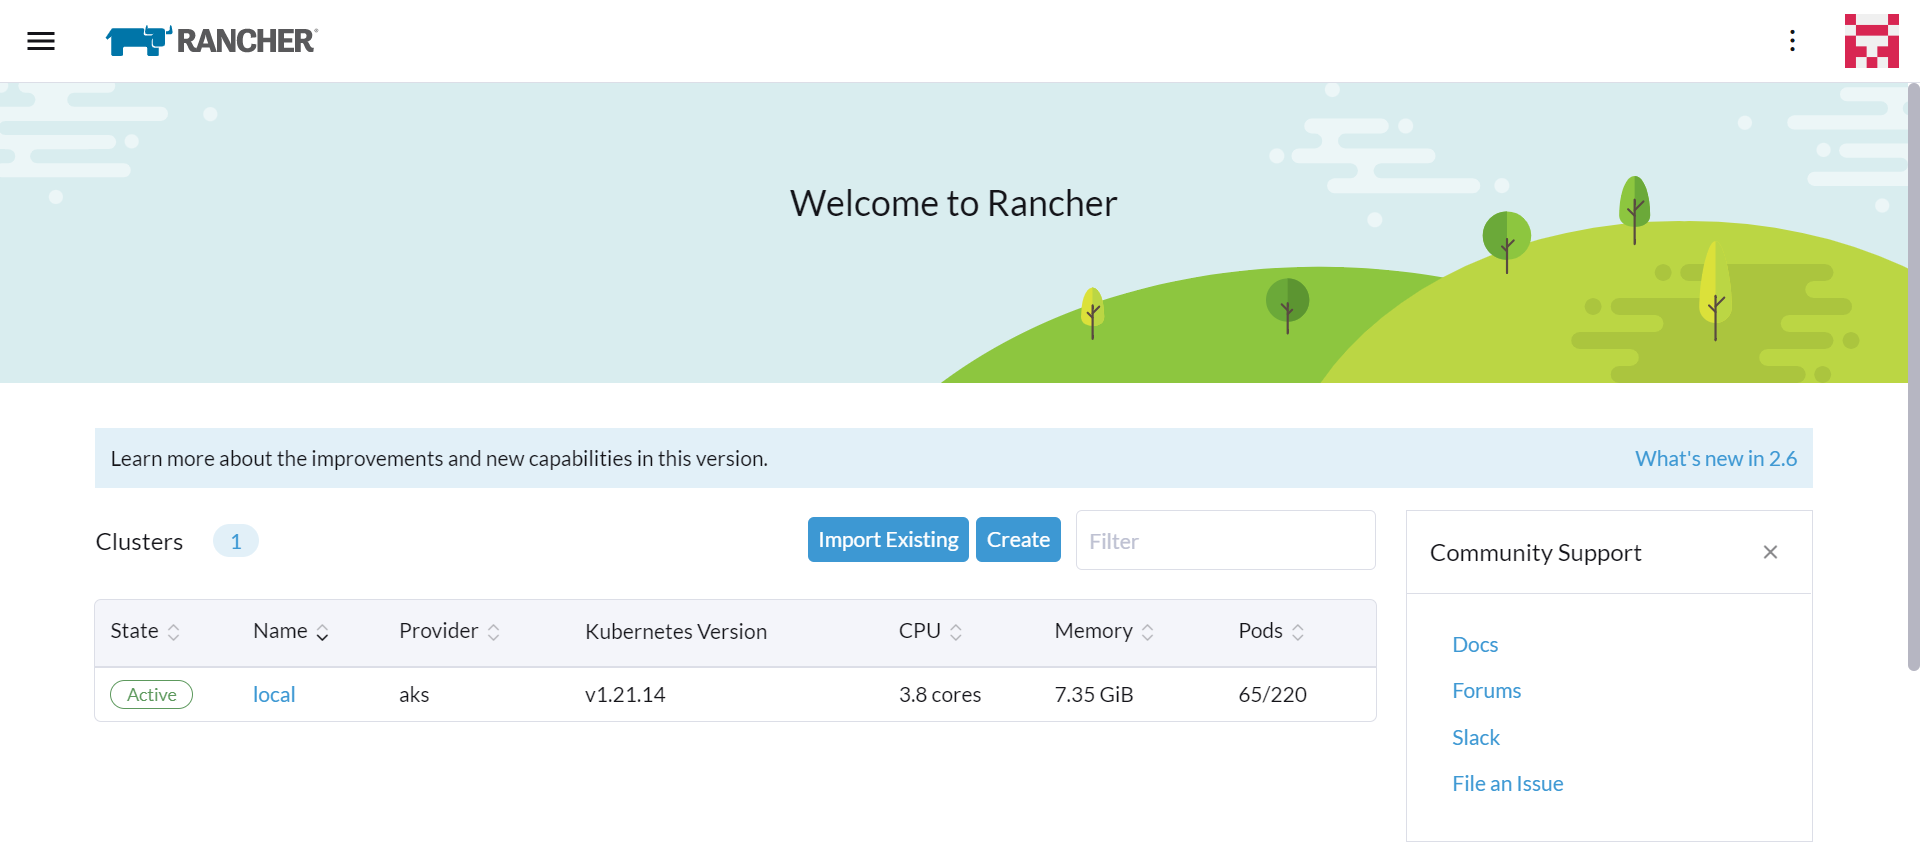 RANCHER
Welcome to Rancher
Learn more about the improvements and new capabilities in this version.
What's new in 2.6
Clusters 1
Import Existing Create Filter
State Name Provider Kubernetes Version CPU Memory Pods
Active local aks v1.21.14 3.8 cores 7.35 GiB 65/220
Community Support
Docs
Forums
Slack
File an Issue